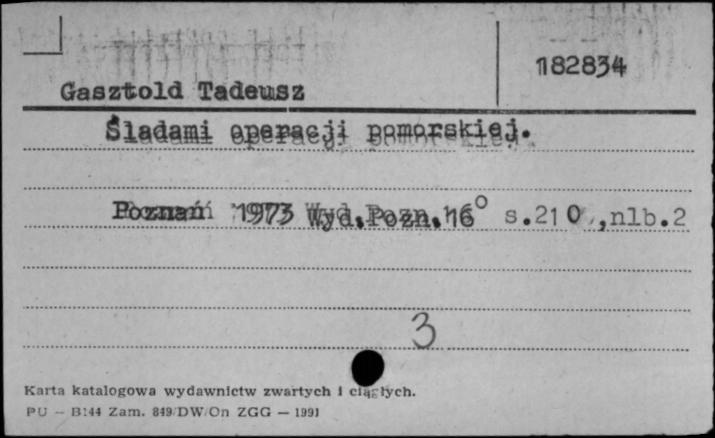 182834
Gasztold Tadeusz
Śladami operacji pomorskiej.
Poznań 1973 Wyd.Pozn. 16° s.210 ,nlb.2
3
Karta katalogowa wydawnictw zwartych i ciągłych.
PU — B144 Zam. 849/DW/On ZGG — 1991